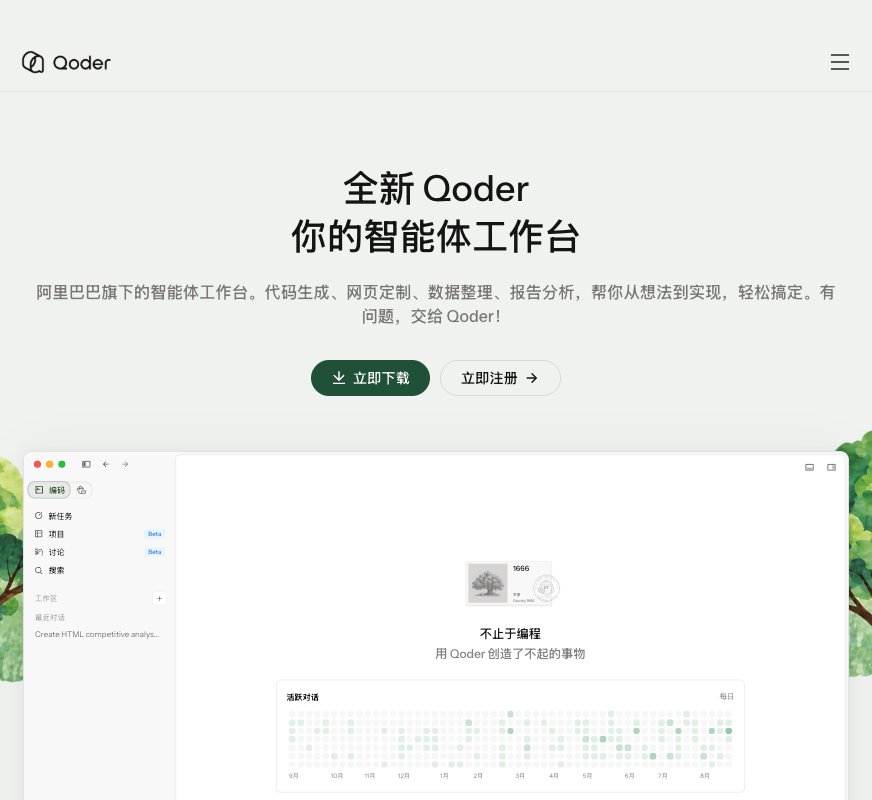 Qoder
全新 Qoder
你的智能体工作台
阿里巴巴旗下的智能体工作台。代码生成、网页定制、数据整理、报告分析，帮你从想法到实现，轻松搞定。有
问题，交给 Qoder！
立即下载
立即注册
编码
新任务
项目
Beta
讨论
Beta
搜索
工作区
最近对话
Create HTML competitive analys...
1666
不止于编程
用 Qoder 创造了不起的事物
活跃对话
每日
9月 10月 11月 12月 1月 2月 3月 4月 5月 6月 7月 8月